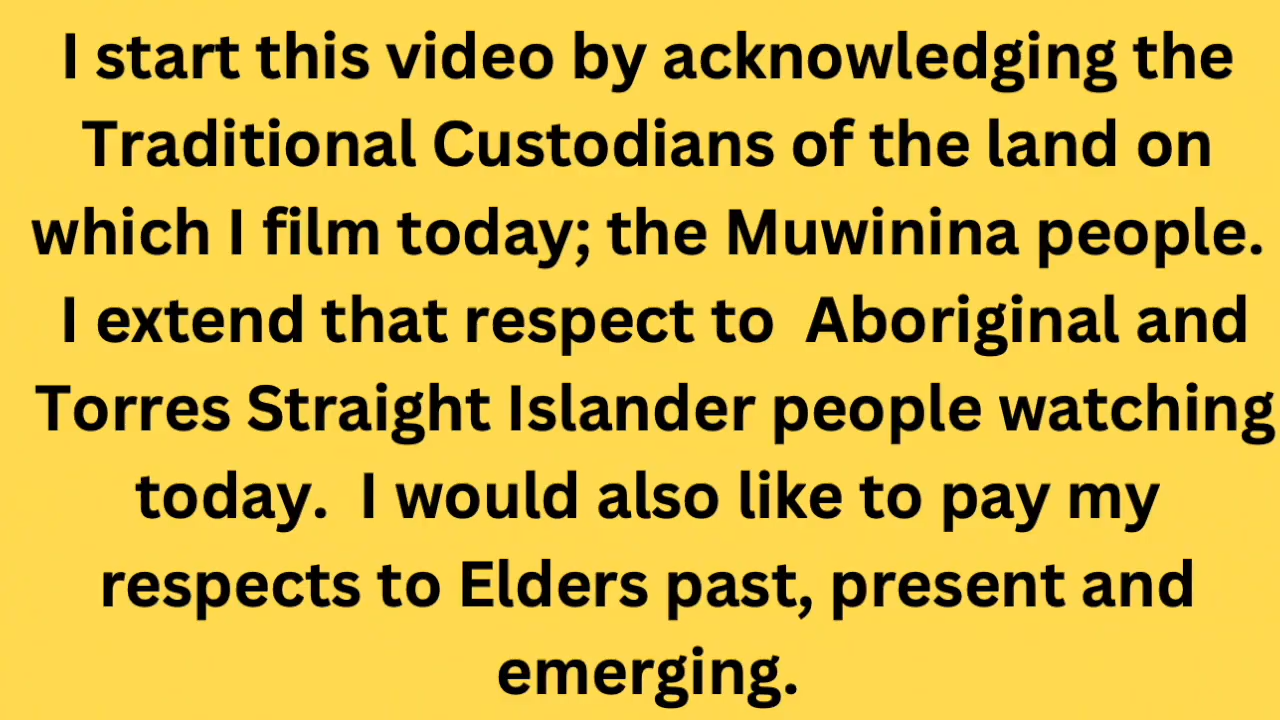 I start this video by acknowledging the
Traditional Custodians of the land on
which I film today; the Muwinina people.
I extend that respect to  Aboriginal and
Torres Straight Islander people watching
today.  I would also like to pay my
respects to Elders past, present and
emerging.